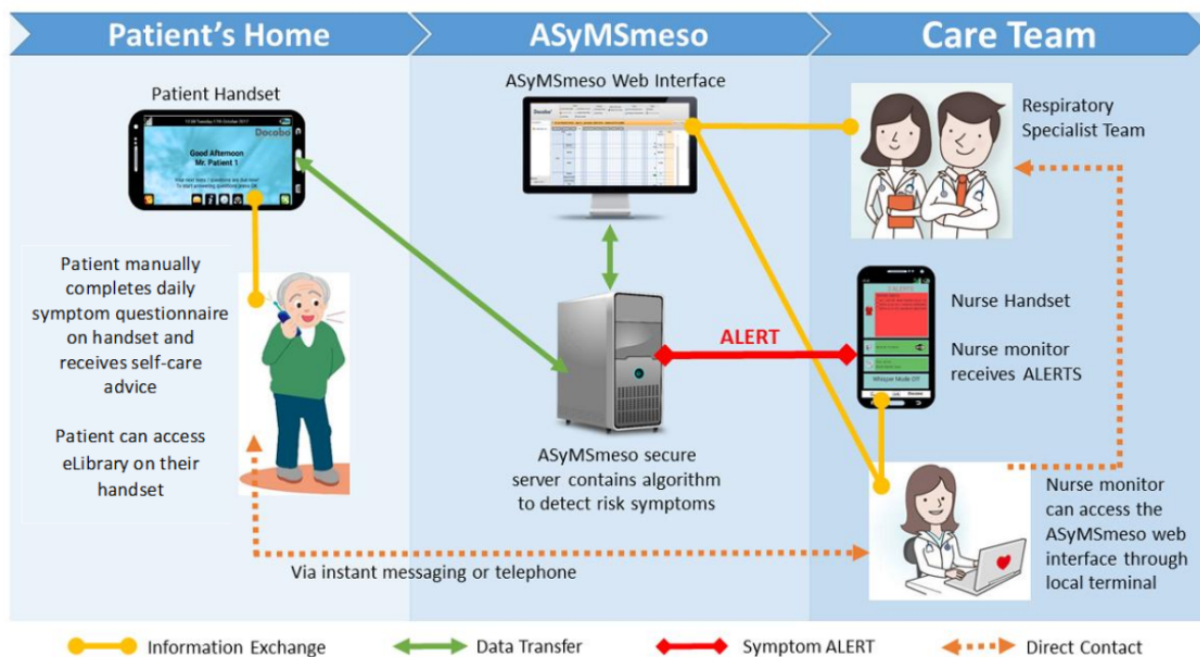 Patient's Home
ASyMSmeso
Care Team
Patient Handset
Docobo
Good Afternoon
Mr. Patient 1
Patient manually
completes daily
symptom questionnaire
on handset and
receives self-care
advice
Patient can access
eLibrary on their
handset
ASyMSmeso Web Interface
Docobo
ALERT
ASyMSmeso secure
server contains algorithm
to detect risk symptoms
Via instant messaging or telephone
Respiratory
Specialist Team
Nurse Handset
Nurse monitor
receives ALERTS
Whisper Mode Off
Nurse monitor
can access the
ASyMSmeso web
interface through
local terminal
Information Exchange
Data Transfer
Symptom ALERT
Direct Contact